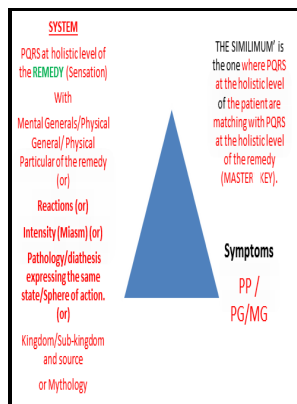 SYSTEM
PQRS at holistic level of
the REMEDY (Sensation)
With
Mental Generals/Physical
General/ Physical
Particular of the remedy
(or)
Reactions (or)
Intensity (Miasm) (or)
Pathology/diathesis
expressing the same
state/Sphere of action.
(or)
Kingdom/Sub-kingdom
and source
or Mythology
THE SIMILIMUM' is
the one where PQRS
at the holistic level
of the patient are
matching with PQRS
at the holistic level
of the remedy
(MASTER KEY).
Symptoms
PP /
PG/MG